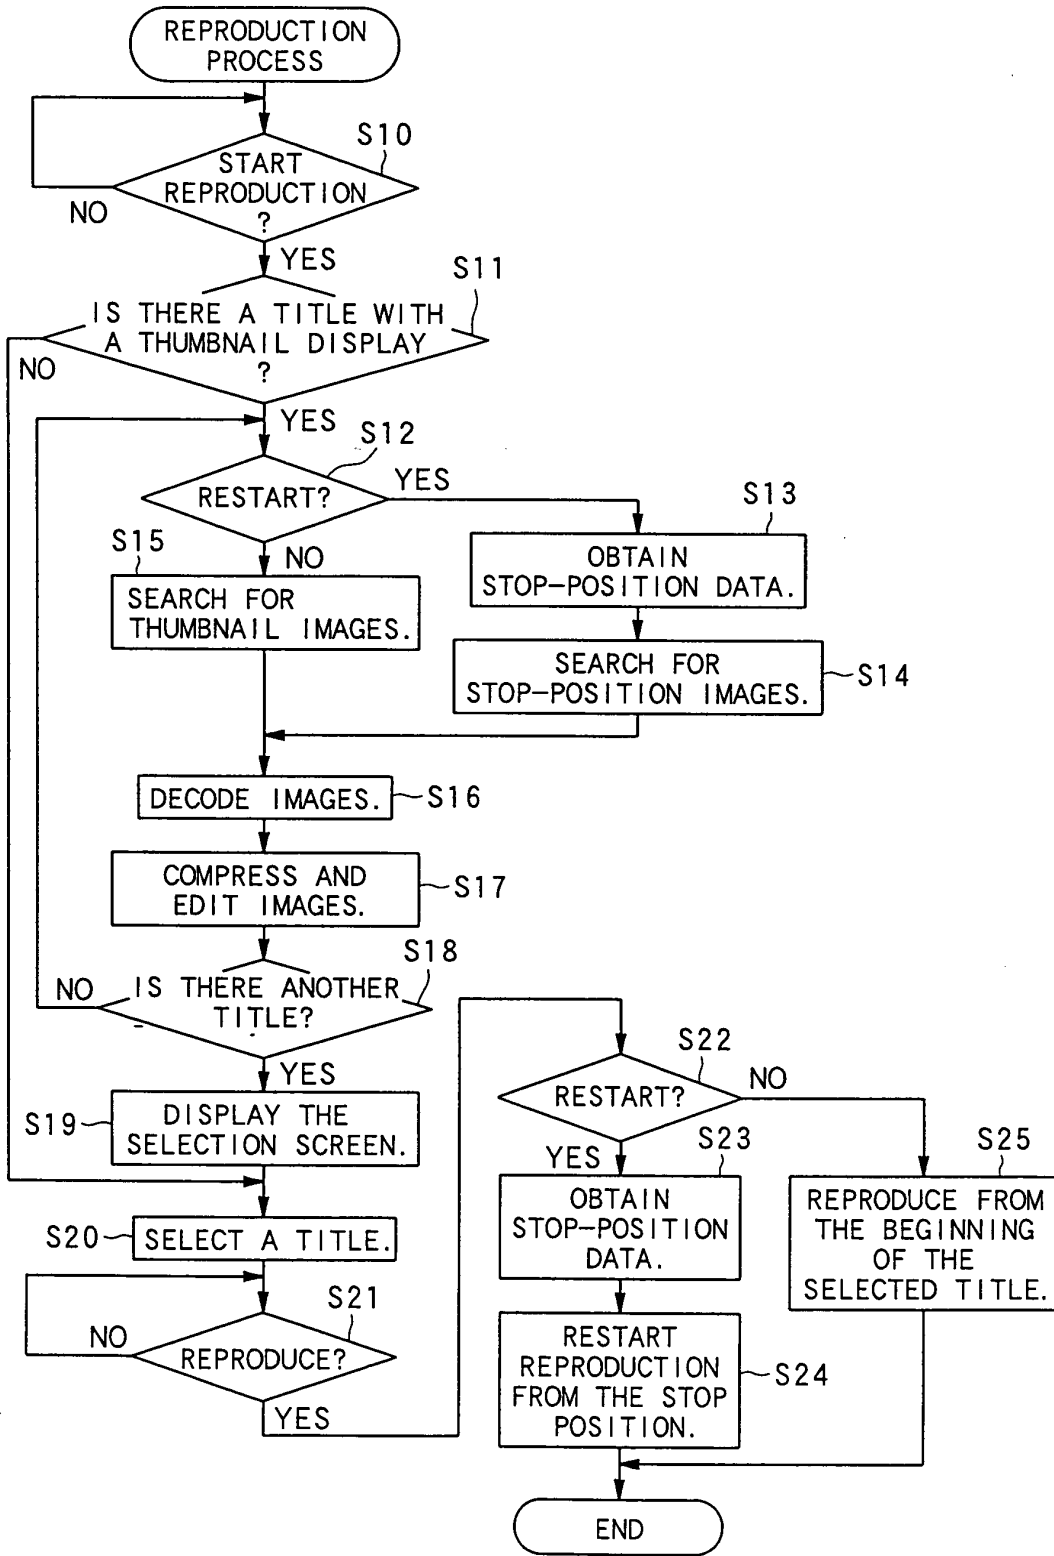 REPRODUCTION
PROCESS
S10
START
REPRODUCTION
?
NO
YES
S11
IS THERE A TITLE WITH
A THUMBNAIL DISPLAY
?
NO
YES
S12
RESTART?
YES
NO
S13
OBTAIN
STOP-POSITION DATA.
S14
SEARCH FOR
STOP-POSITION IMAGES.
S15
SEARCH FOR
THUMBNAIL IMAGES.
DECODE IMAGES.
S16
COMPRESS AND
EDIT IMAGES.
S17
S18
IS THERE ANOTHER
TITLE?
NO
YES
S19
DISPLAY THE
SELECTION SCREEN.
S20
SELECT A TITLE.
S21
REPRODUCE?
NO
YES
S22
RESTART?
NO
YES
S23
OBTAIN
STOP-POSITION
DATA.
RESTART
REPRODUCTION
FROM THE STOP
POSITION.
S24
S25
REPRODUCE FROM
THE BEGINNING
OF THE
SELECTED TITLE.
END